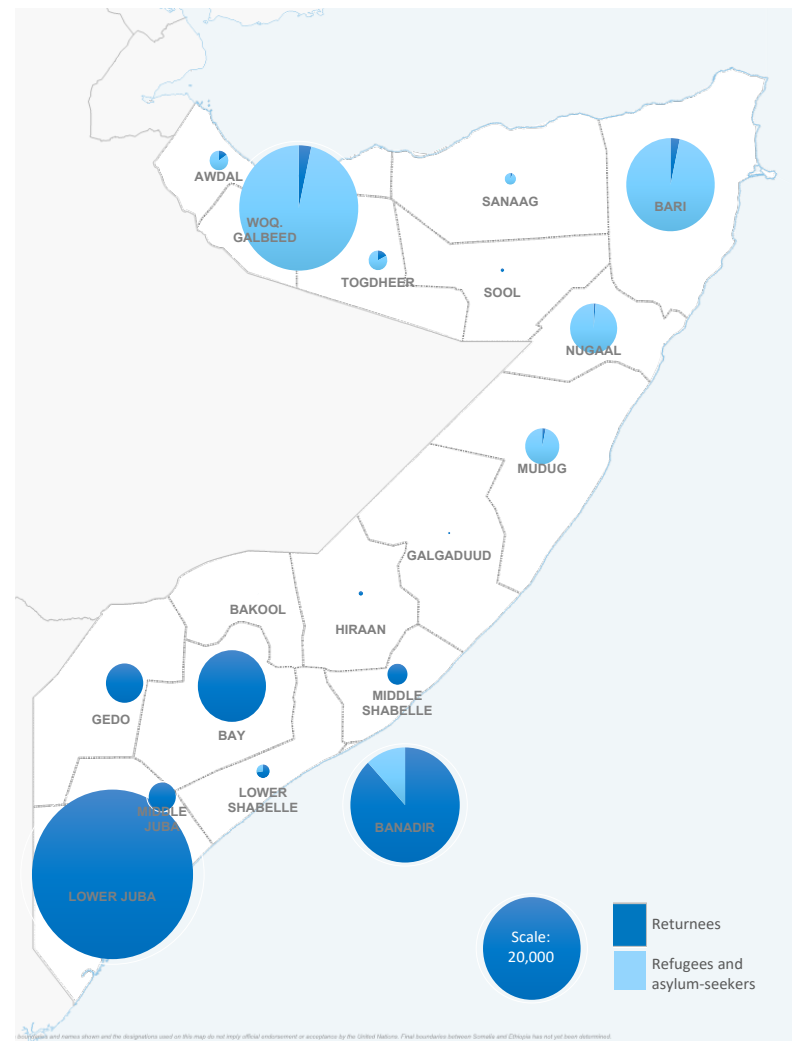 AWDAL
WOQ.
GALBEED
SANAAG
BARI
TOGDHEER
SOOL
NUGAAL
MUDUG
GALGADUUD
BAKOOL
HIRAAN
GEDO
BAY
MIDDLE
SHABELLE
LOWER
SHABELLE
MIDDLE
JUBA
BANADIR
LOWER JUBA
Scale:
20,000
Returnees
Refugees and
asylum-seekers
and names shown and the designations used on this map do not imply official endorsement or acceptance by the United Nations. Final boundaries between Somalia and Ethiopia has not yet been determined.